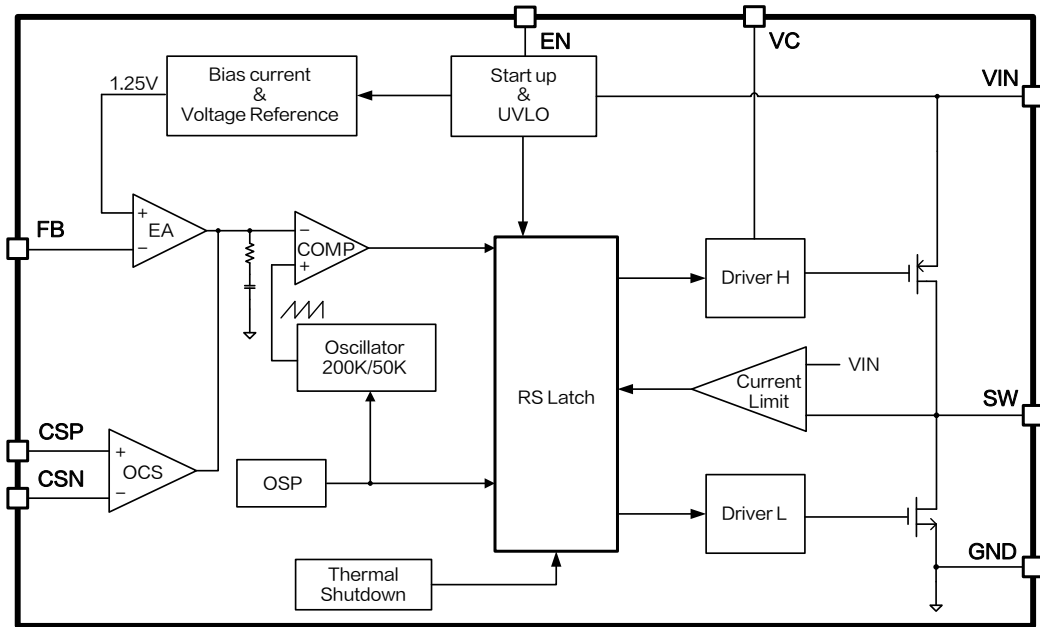 EN
VC
VIN
1.25V
Bias current
&
Voltage Reference
Start up
&
UVLO
FB
+
EA
−
−
COMP
+
Driver H
Oscillator
200K/50K
RS Latch
Current
Limit
VIN
SW
CSP
CSN
+
OCS
−
OSP
Driver L
GND
Thermal
Shutdown